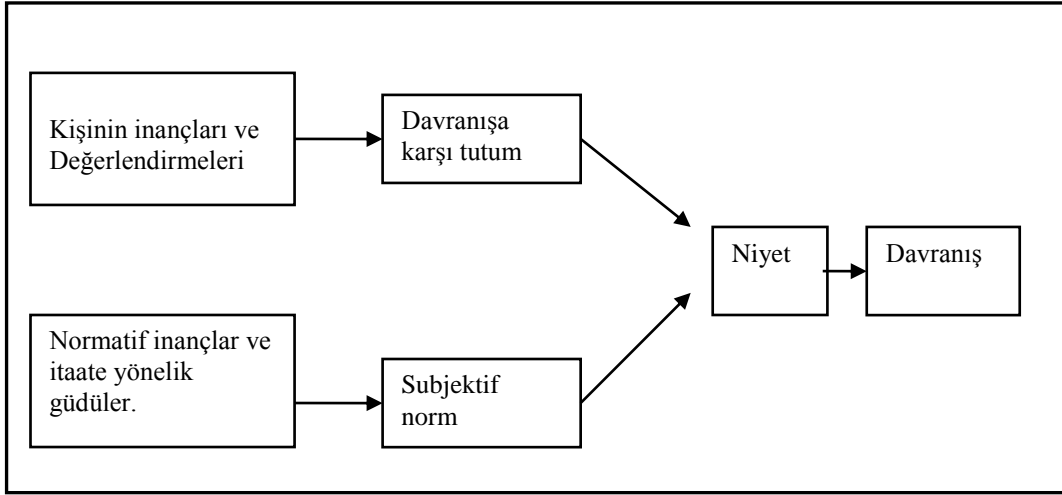 Kişinin inançları ve
Değerlendirmeleri
Davranışa
karşı tutum
Niyet
Davranış
Normatif inançlar ve
itaate yönelik
güdüler.
Subjektif
norm